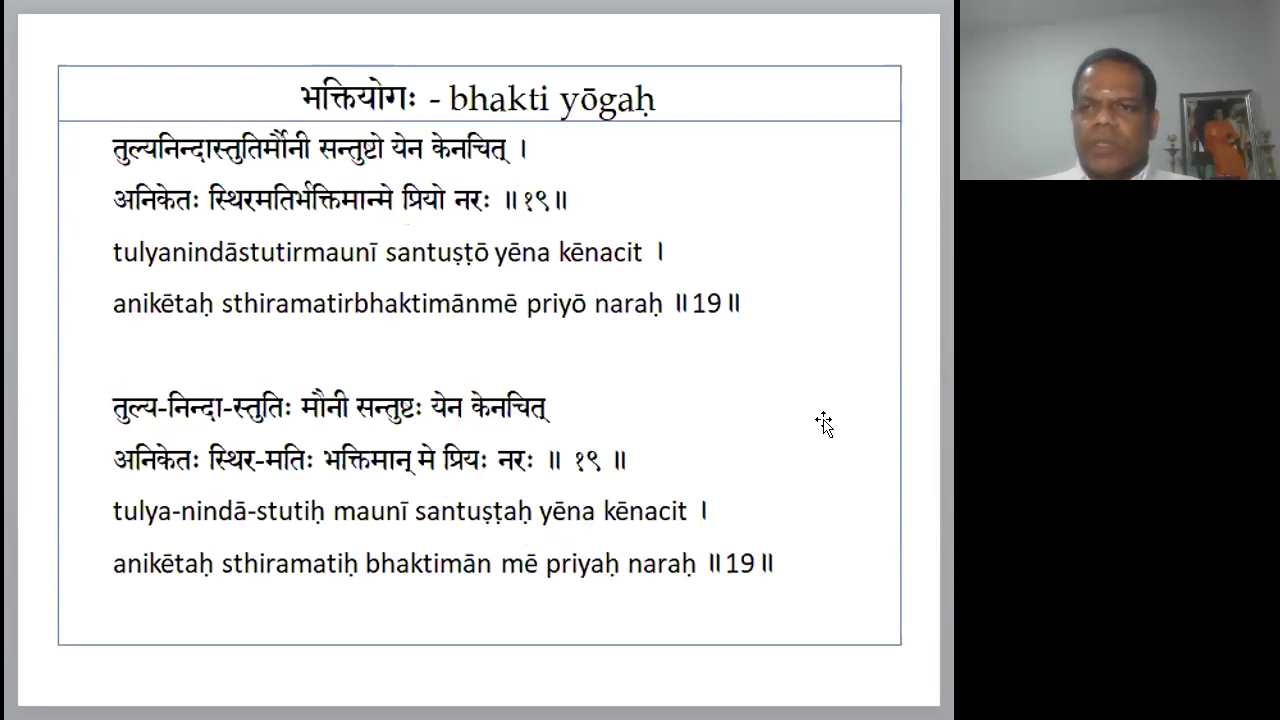 भक्तियोगः - bhakti yōgaḥ
तुल्यनिन्दास्तुतिर्मौनी सन्तुष्टो येन केनचित् ।
अनिकेतः स्थिरमतिर्भक्तिमान्मे प्रियो नरः ॥१९॥
tulyanindāstutirmaunī santuṣṭō yēna kēnacit ।
anikētaḥ sthiramatirbhaktimānmē priyō naraḥ ॥19॥
तुल्य-निन्दा-स्तुतिः मौनी सन्तुष्टः येन केनचित्
अनिकेतः स्थिर-मतिः भक्तिमान् मे प्रियः नरः ॥ १९ ॥
tulya-nindā-stutiḥ maunī santuṣṭaḥ yēna kēnacit ।
anikētaḥ sthiramatiḥ bhaktimān mē priyaḥ naraḥ ॥19॥